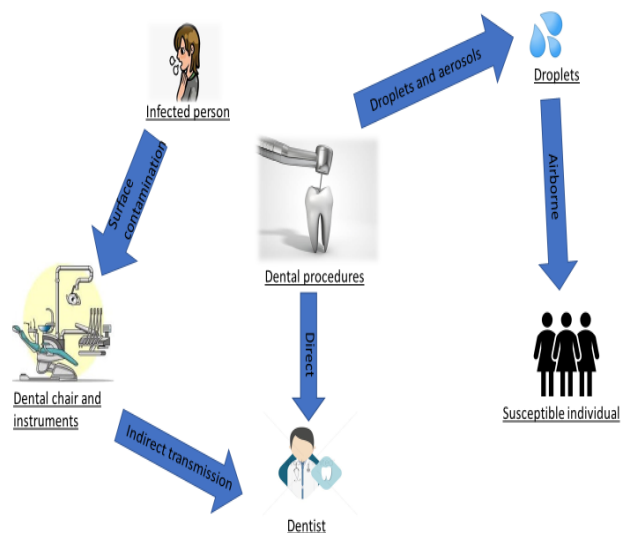 Droplets and aerosols
Droplets
Infected person
Surface
contamination
Airborne
Dental procedures
Direct
Dental chair and
instruments
Susceptible individual
Indirect transmission
Dentist